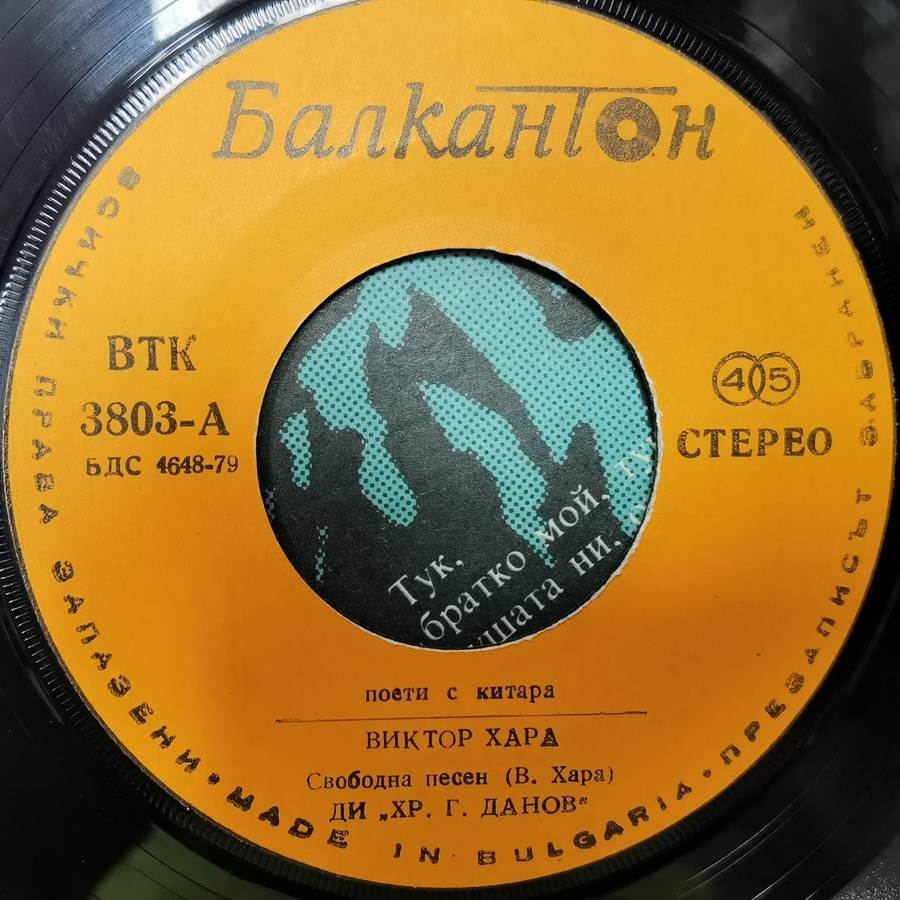 Балкантон
ВСИЧКИ ПРАВА ЗАПАЗЕНИ • MADE IN BULGARIA • ПРЕЗАПИСЪТ ЗАБРАНЕН
ВТК
3803-А
БДС 4648-79
45
СТЕРЕО
Тук,
братко мой,
ни,
поети с китара
ВИКТОР ХАРА
Свободна песен (В. Хара)
ДИ „ХР. Г. ДАНОВ“